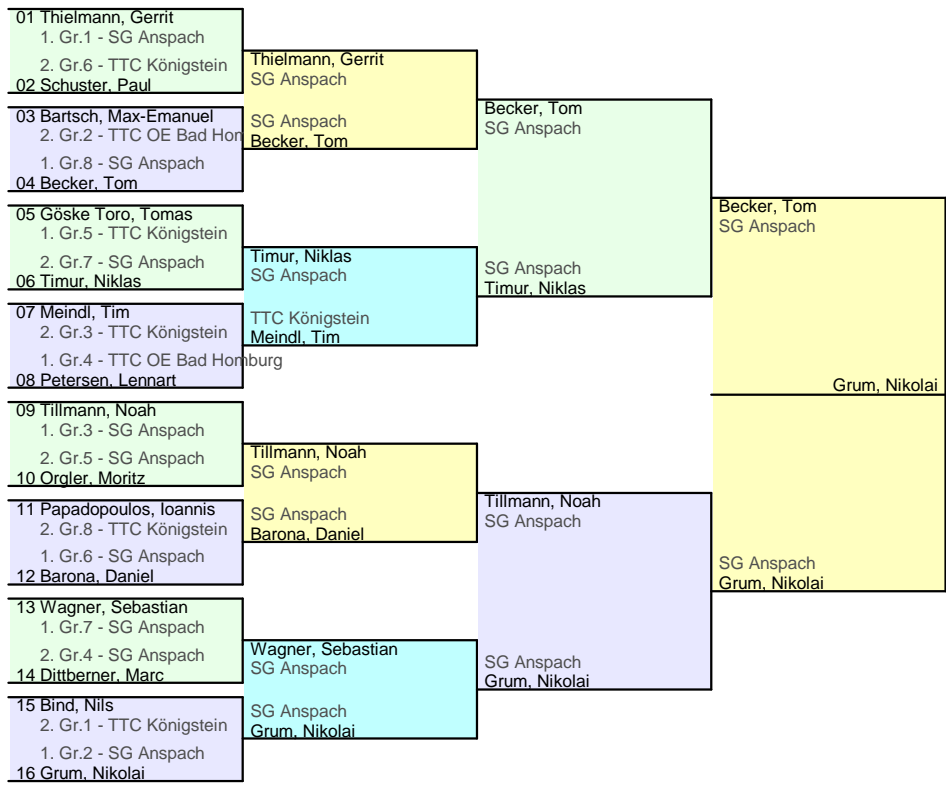 01 Thielmann, Gerrit
1. Gr.1 - SG Anspach
2. Gr.6 - TTC Königstein
02 Schuster, Paul
03 Bartsch, Max-Emanuel
2. Gr.2 - TTC OE Bad Hom
1. Gr.8 - SG Anspach
04 Becker, Tom
05 Göske Toro, Tomas
1. Gr.5 - TTC Königstein
2. Gr.7 - SG Anspach
06 Timur, Niklas
07 Meindl, Tim
2. Gr.3 - TTC Königstein
1. Gr.4 - TTC OE Bad Homburg
08 Petersen, Lennart
09 Tillmann, Noah
1. Gr.3 - SG Anspach
2. Gr.5 - SG Anspach
10 Orgler, Moritz
11 Papadopoulos, Ioannis
2. Gr.8 - TTC Königstein
1. Gr.6 - SG Anspach
12 Barona, Daniel
13 Wagner, Sebastian
1. Gr.7 - SG Anspach
2. Gr.4 - SG Anspach
14 Dittberner, Marc
15 Bind, Nils
2. Gr.1 - TTC Königstein
1. Gr.2 - SG Anspach
16 Grum, Nikolai
Thielmann, Gerrit
SG Anspach
SG Anspach
Becker, Tom
Timur, Niklas
SG Anspach
TTC Königstein
Meindl, Tim
Tillmann, Noah
SG Anspach
SG Anspach
Barona, Daniel
Wagner, Sebastian
SG Anspach
SG Anspach
Grum, Nikolai
Becker, Tom
SG Anspach
SG Anspach
Timur, Niklas
Tillmann, Noah
SG Anspach
SG Anspach
Grum, Nikolai
Becker, Tom
SG Anspach
SG Anspach
Grum, Nikolai
Grum, Nikolai